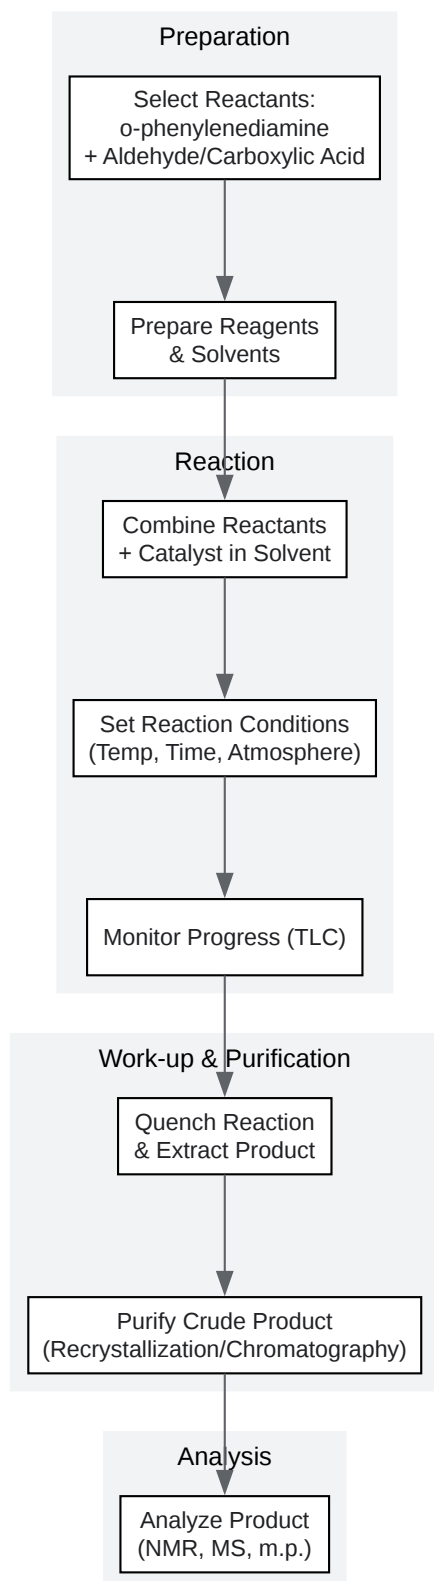 Preparation
Select Reactants:
o-phenylenediamine
+ Aldehyde/Carboxylic Acid
Prepare Reagents
& Solvents
Reaction
Combine Reactants
+ Catalyst in Solvent
Set Reaction Conditions
(Temp, Time, Atmosphere)
Monitor Progress (TLC)
Work-up & Purification
Quench Reaction
& Extract Product
Purify Crude Product
(Recrystallization/Chromatography)
Analysis
Analyze Product
(NMR, MS, m.p.)